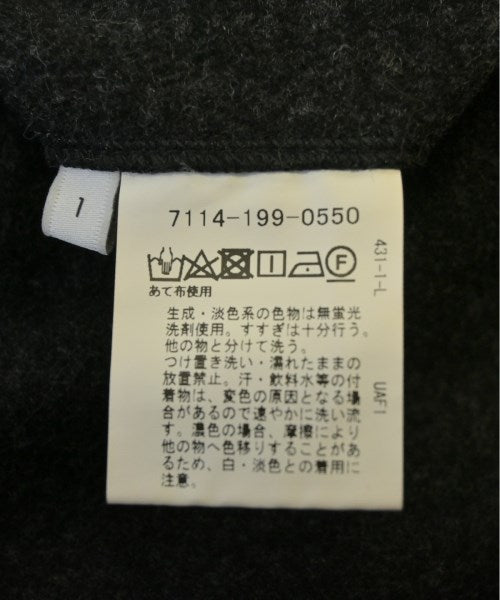 1
7114-199-0550
F
あて布使用
生成・淡色系の色物は無蛍光
洗剤使用。すすぎは十分行う。
他の物と分けて洗う。
つけ置き洗い・濡れたままの
放置禁止。汗・飲料水等の付
着物は、変色の原因となる場
合があるので速やかに洗い流
す。濃色の場合、摩擦により
他の物へ色移りすることがあ
るため、白・淡色との着用に
注意。
431-1-L
UAF1